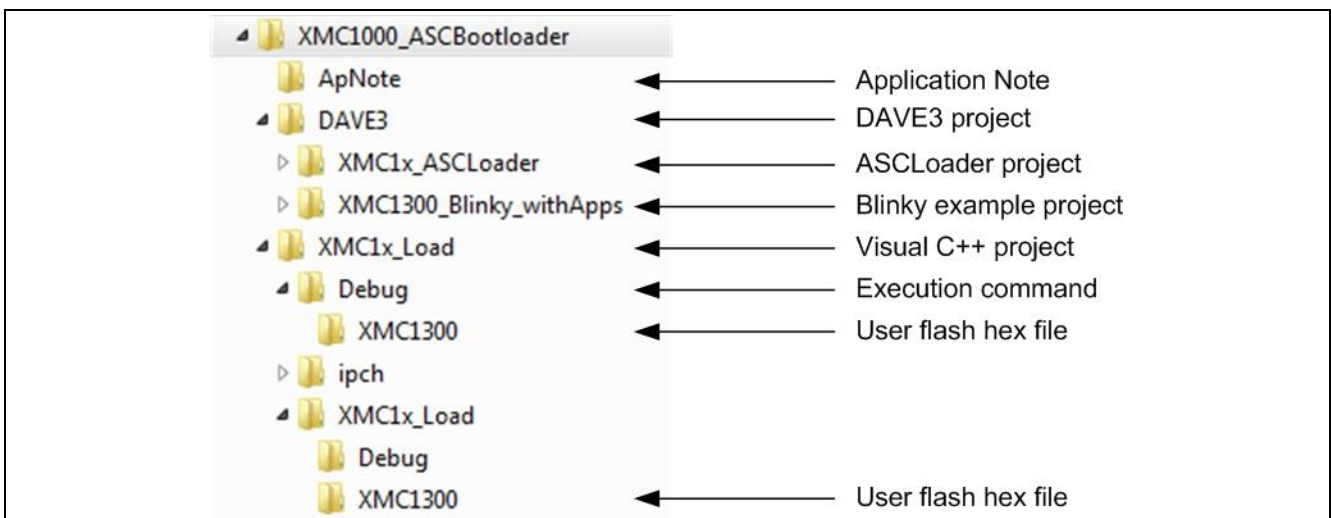 XMC1000_ASCBootloader
ApNote Application Note
DAVE3 DAVE3 project
XMC1x_ASCLoader ASCLoader project
XMC1300_Blinky_withApps Blinky example project
XMC1x_Load Visual C++ project
Debug Execution command
XMC1300 User flash hex file
ipch
XMC1x_Load
Debug
XMC1300 User flash hex file